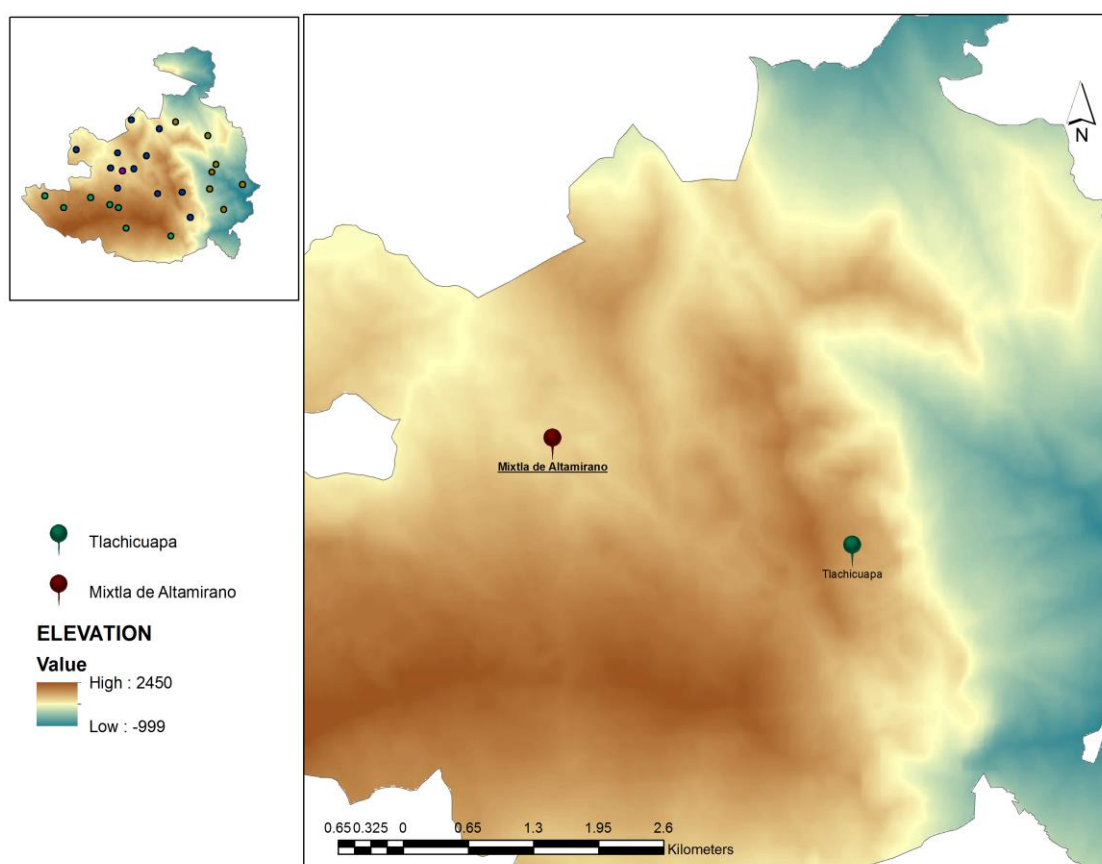 N
Mixtla de Altamirano
Tlachicuapa
Tlachicuapa
Mixtla de Altamirano
ELEVATION
Value
High : 2450
Low : -999
0.65 0.325 0 0.65 1.3 1.95 2.6
Kilometers